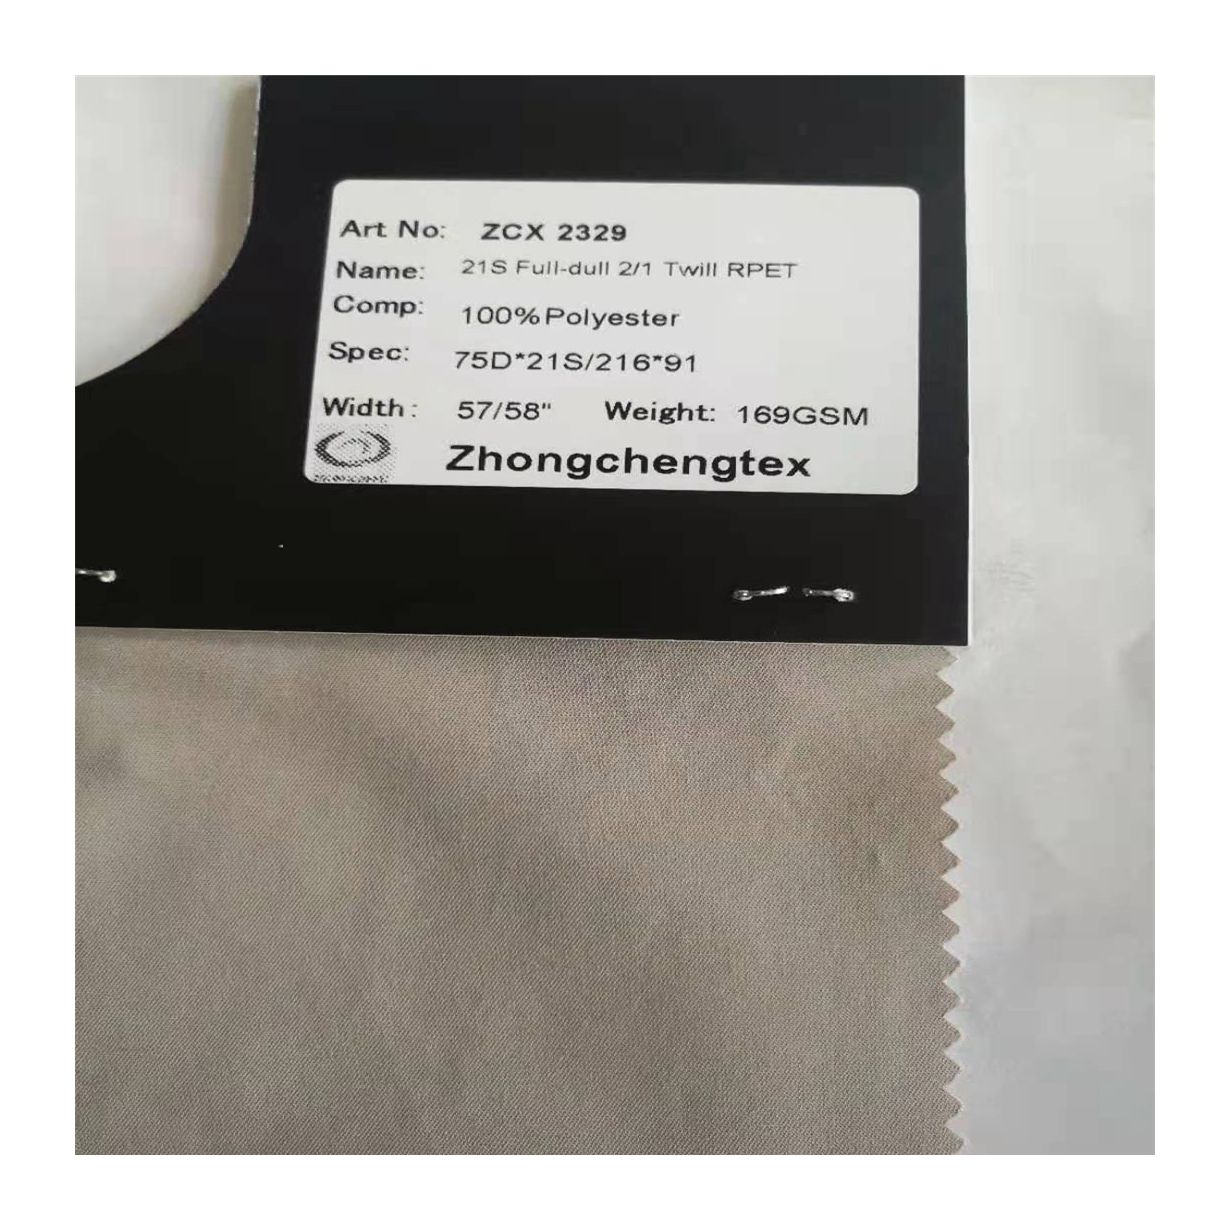 Art No: ZCX 2329
Name: 21S Full-dull 2/1 Twill RPET
Comp: 100%Polyester
Spec: 75D*21S/216*91
Width: 57/58" Weight: 169GSM
Zhongchengtex